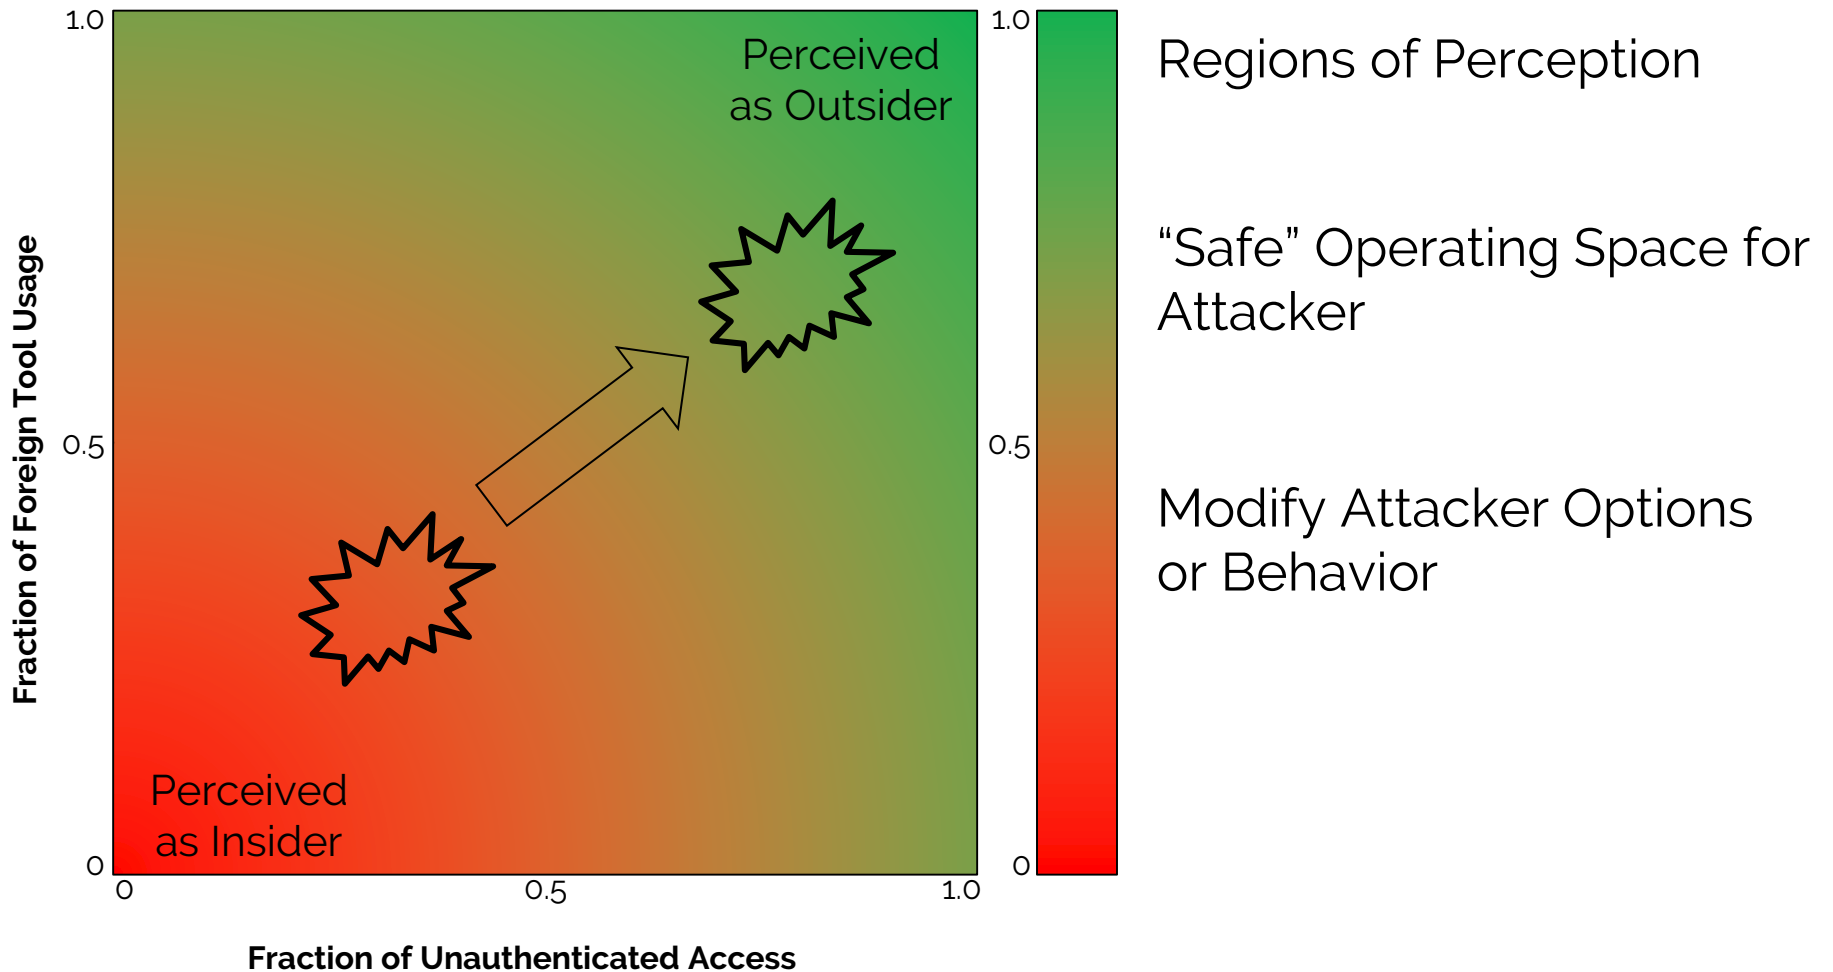 1.0
Perceived
as Outsider
1.0
Regions of Perception
“Safe” Operating Space for
Attacker
Fraction of Foreign Tool Usage
0.5
0.5
Modify Attacker Options
or Behavior
Perceived
as Insider
0
0
0
0.5
1.0
Fraction of Unauthenticated Access